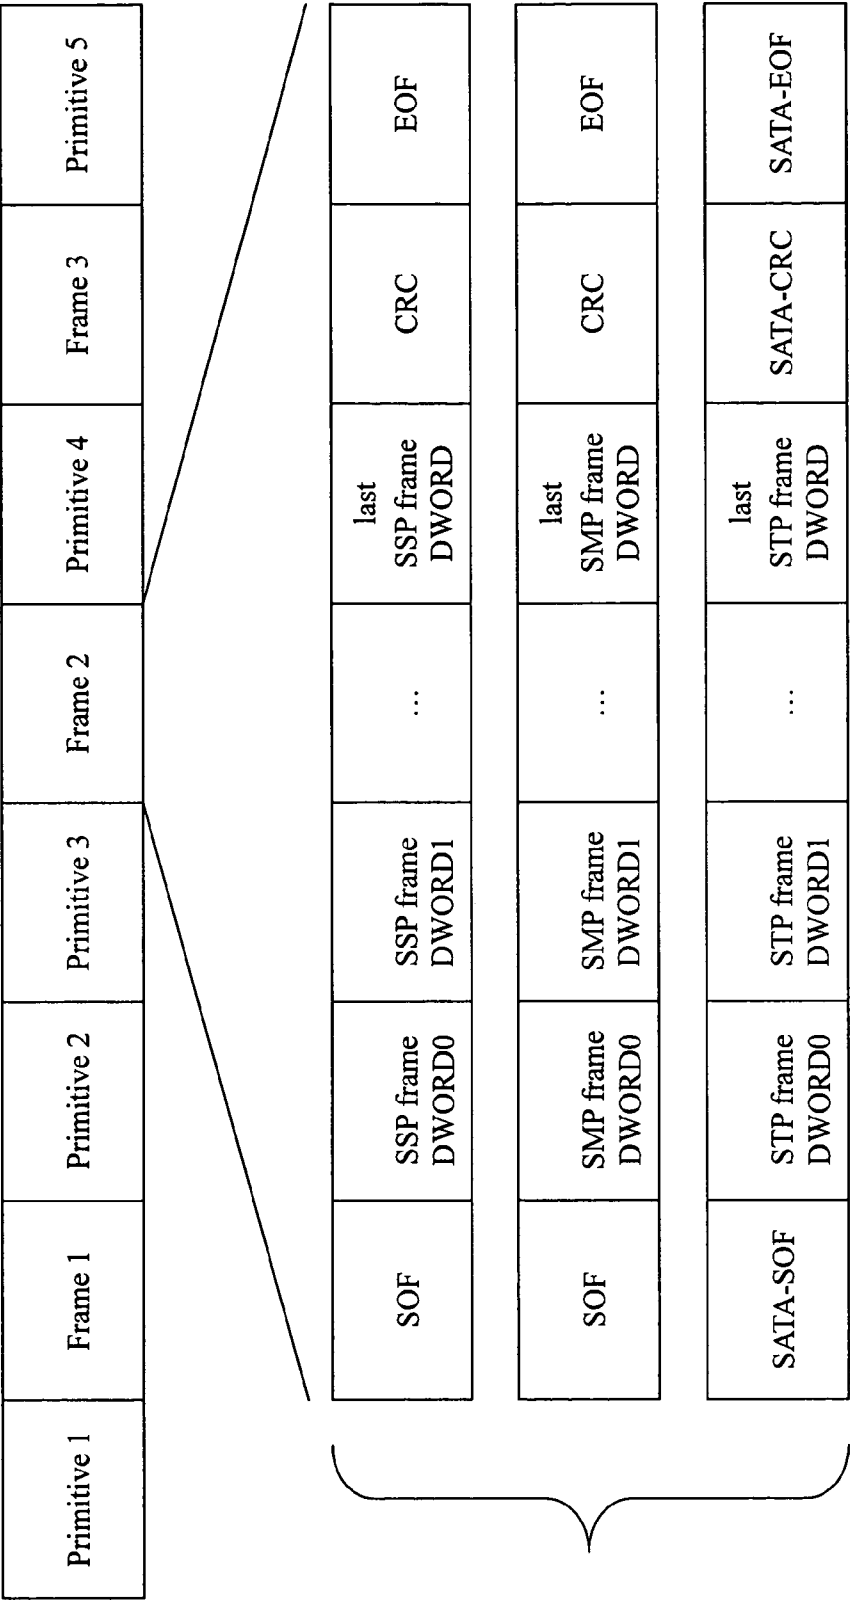 Primitive 1
Frame 1
Primitive 2
Primitive 3
Frame 2
Primitive 4
Frame 3
Primitive 5
SOF
SSP frame
DWORD0
SSP frame
DWORD1
...
last
SSP frame
DWORD
CRC
EOF
SOF
SMP frame
DWORD0
SMP frame
DWORD1
...
last
SMP frame
DWORD
CRC
EOF
SATA-SOF
STP frame
DWORD0
STP frame
DWORD1
...
last
STP frame
DWORD
SATA-CRC
SATA-EOF